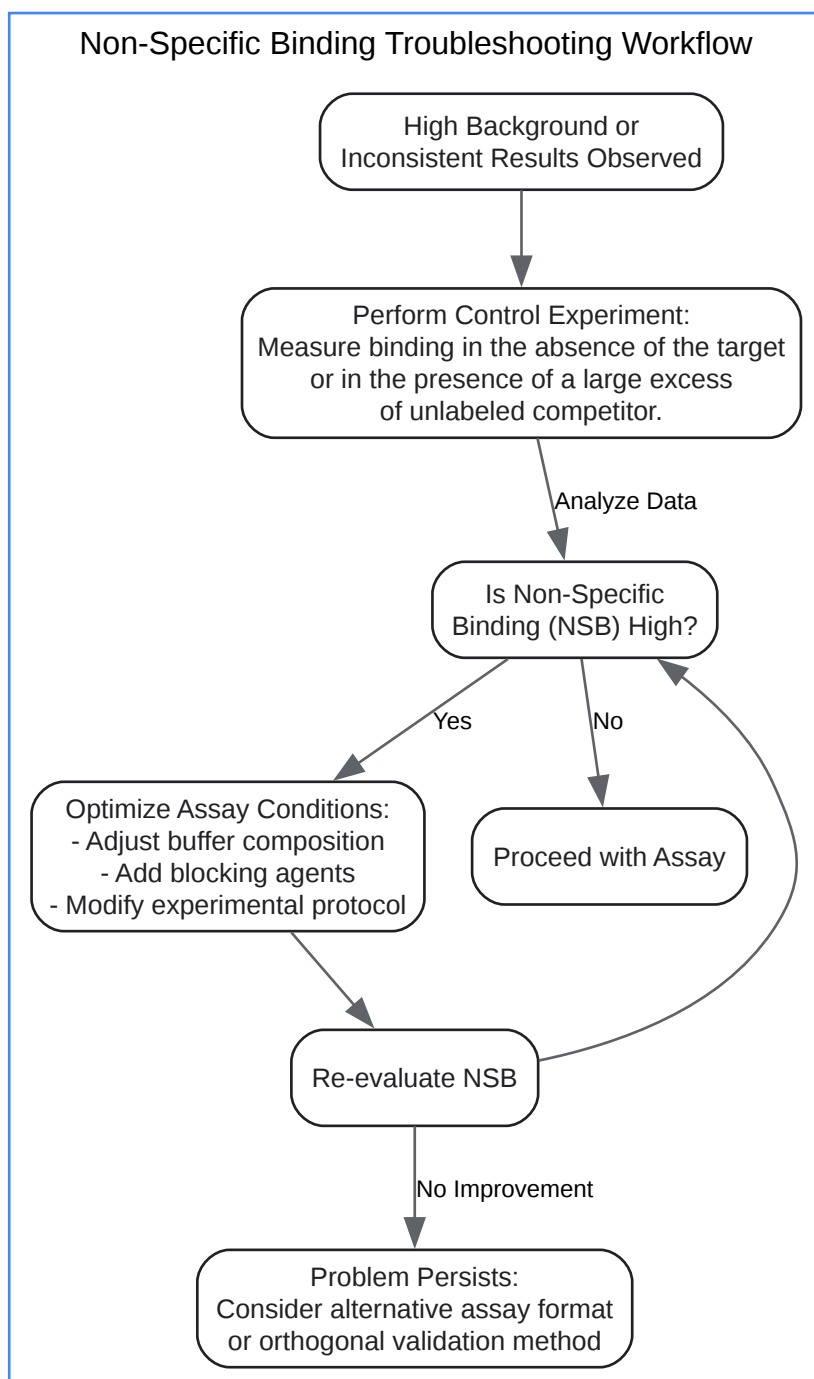 Non-Specific Binding Troubleshooting Workflow
High Background or
Inconsistent Results Observed
Perform Control Experiment:
Measure binding in the absence of the target
or in the presence of a large excess
of unlabeled competitor.
Analyze Data
Is Non-Specific
Binding (NSB) High?
Yes
No
Optimize Assay Conditions:
- Adjust buffer composition
- Add blocking agents
- Modify experimental protocol
Proceed with Assay
Re-evaluate NSB
No Improvement
Problem Persists:
Consider alternative assay format
or orthogonal validation method